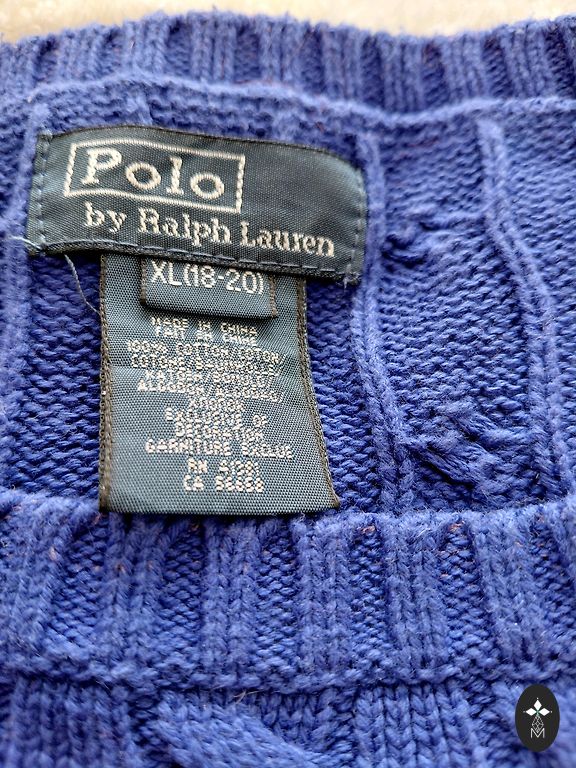 Polo
by Ralph Lauren
XL(18-20)
MADE IN CHINA
100% COTTON/COTON
EXCLUSIVE OF
DECORATION
GARNITURE EXCLUE
RN 41381
CA 56668
M